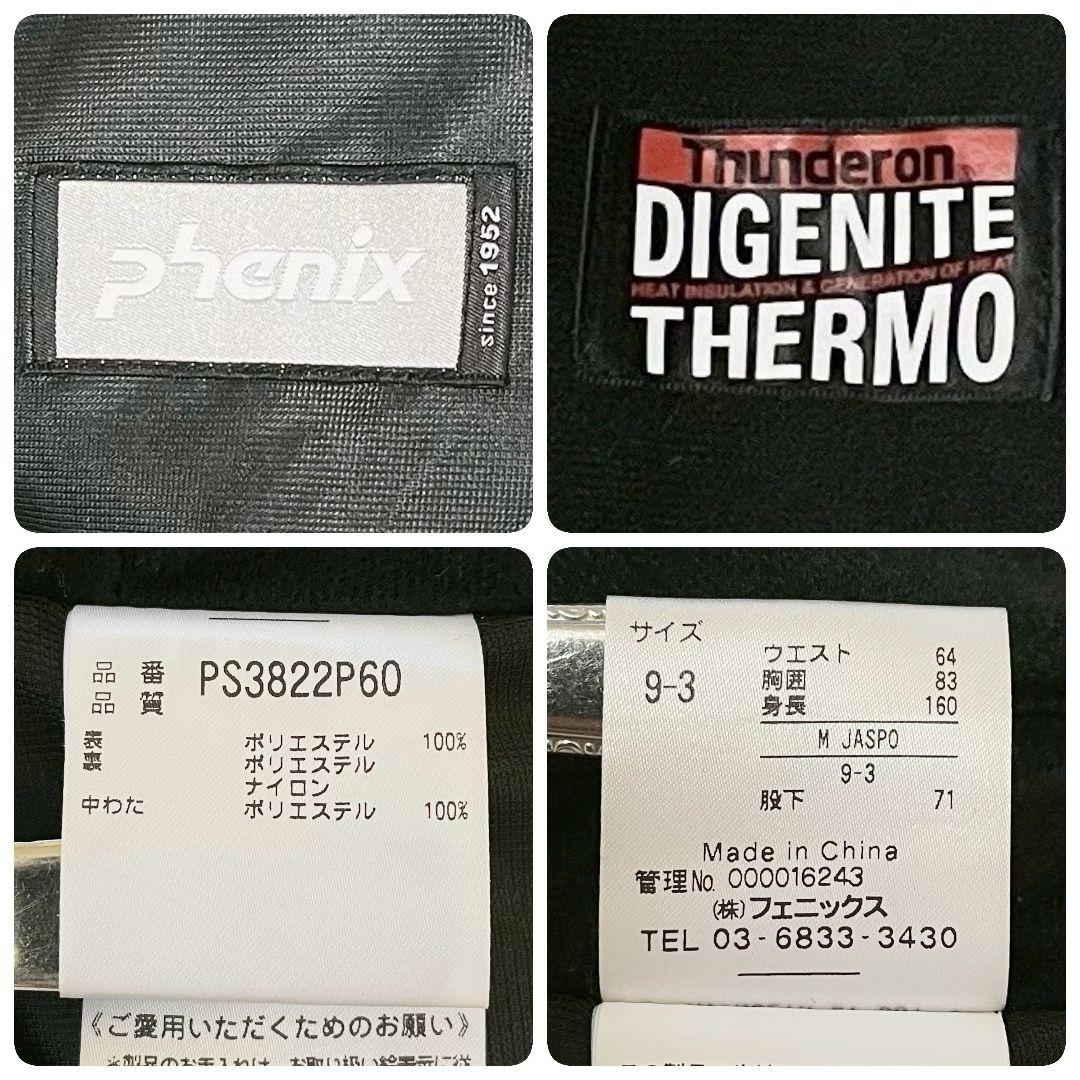 phenix
since 1952
Thunderon
DIGENITE
HEAT INSULATION & GENERATION OF HEAT
THERMO
品番 PS3822P60
品質
表 ポリエステル 100%
裏 ポリエステル
ナイロン
中わた ポリエステル 100%
《ご愛用いただくためのお願い》
サイズ
9-3
ウエスト 64
胸囲 83
身長 160
M JASPO
9-3
股下 71
Made in China
管理No. 000016243
(株)フェニックス
TEL 03-6833-3430